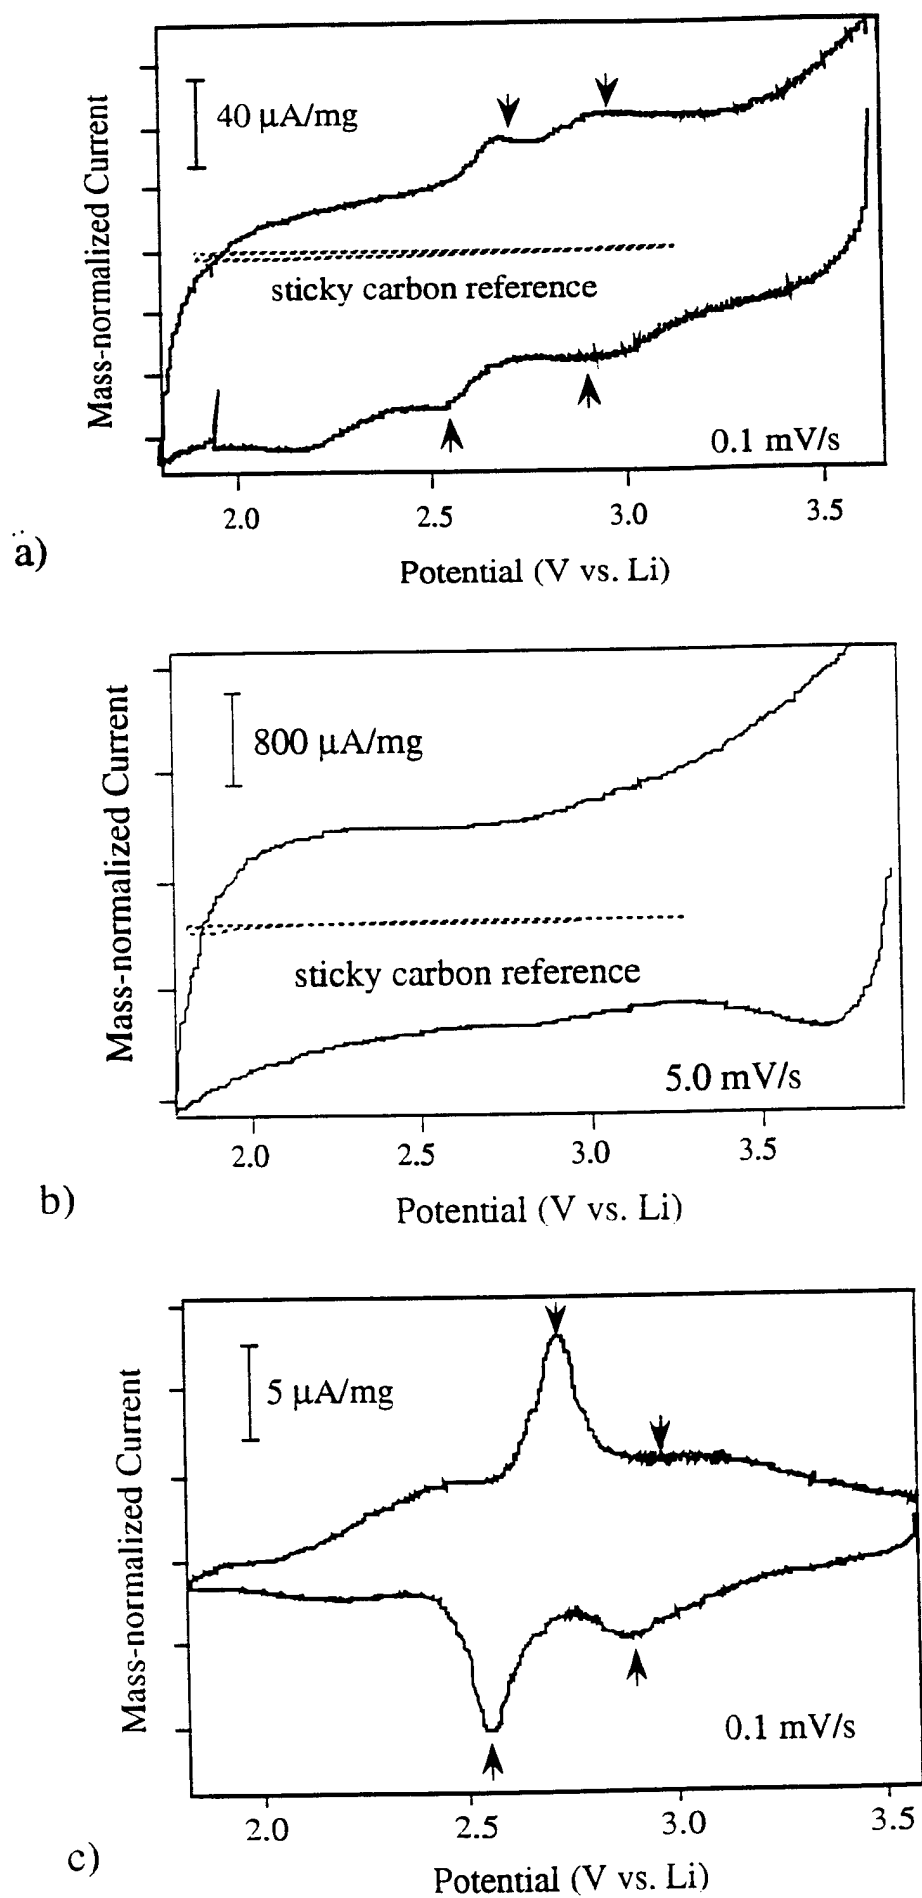 40 μA/mg
Mass-normalized Current
sticky carbon reference
0.1 mV/s
2.0 2.5 3.0 3.5
a)
Potential (V vs. Li)
800 μA/mg
Mass-normalized Current
sticky carbon reference
5.0 mV/s
2.0 2.5 3.0 3.5
b)
Potential (V vs. Li)
5 μA/mg
Mass-normalized Current
0.1 mV/s
2.0 2.5 3.0 3.5
c)
Potential (V vs. Li)